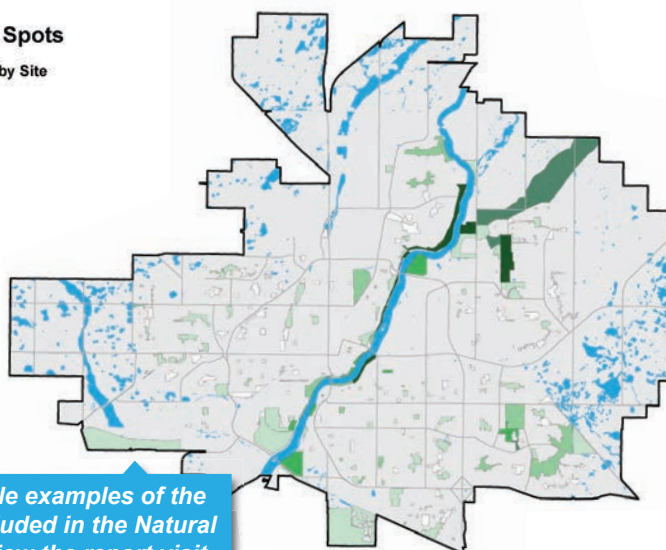 Spots
by Site
le examples of the
uded in the Natural